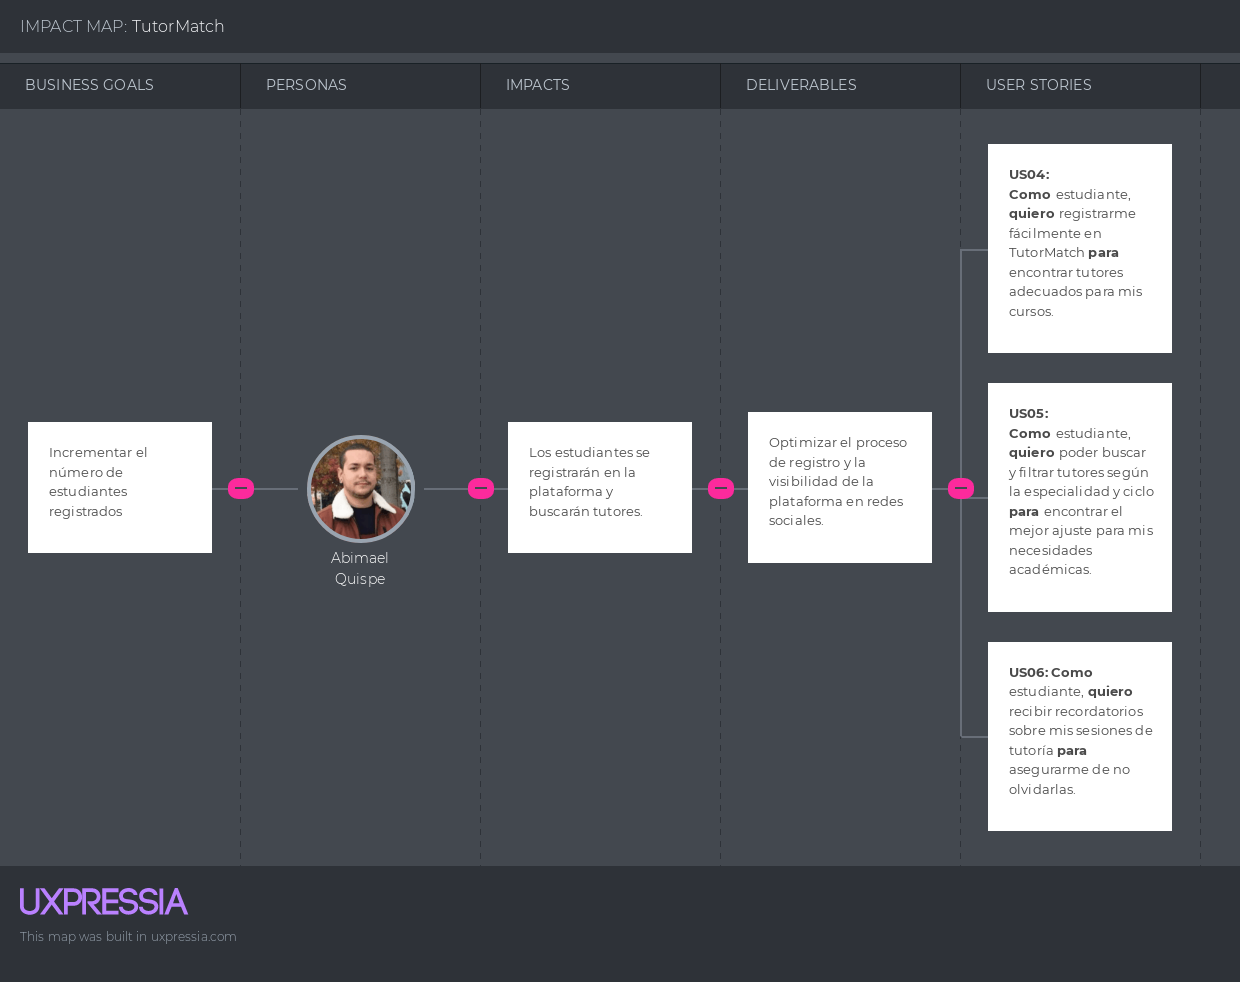 IMPACT MAP: TutorMatch
BUSINESS GOALS
PERSONAS
IMPACTS
DELIVERABLES
USER STORIES
Incrementar el
número de
estudiantes
registrados
Abimael
Quispe
Los estudiantes se
registrarán en la
plataforma y
buscarán tutores.
Optimizar el proceso
de registro y la
visibilidad de la
plataforma en redes
sociales.
US04:
Como estudiante,
quiero registrarme
fácilmente en
TutorMatch para
encontrar tutores
adecuados para mis
cursos.
US05:
Como estudiante,
quiero poder buscar
y filtrar tutores según
la especialidad y ciclo
para encontrar el
mejor ajuste para mis
necesidades
académicas.
US06: Como
estudiante, quiero
recibir recordatorios
sobre mis sesiones de
tutoría para
asegurarme de no
olvidarlas.
UXPRESSIA
This map was built in uxpressia.com